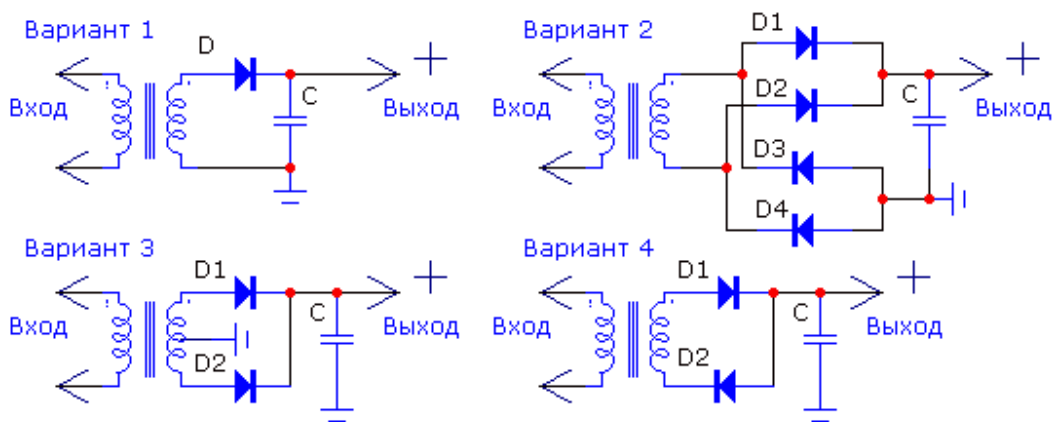 Вариант 1
D
+
C
Вход
Выход
Вариант 2
D1
+
D2
C
Вход
Выход
D3
D4
Вариант 3
D1
+
C
Вход
Выход
D2
Вариант 4
D1
+
C
Вход
Выход
D2